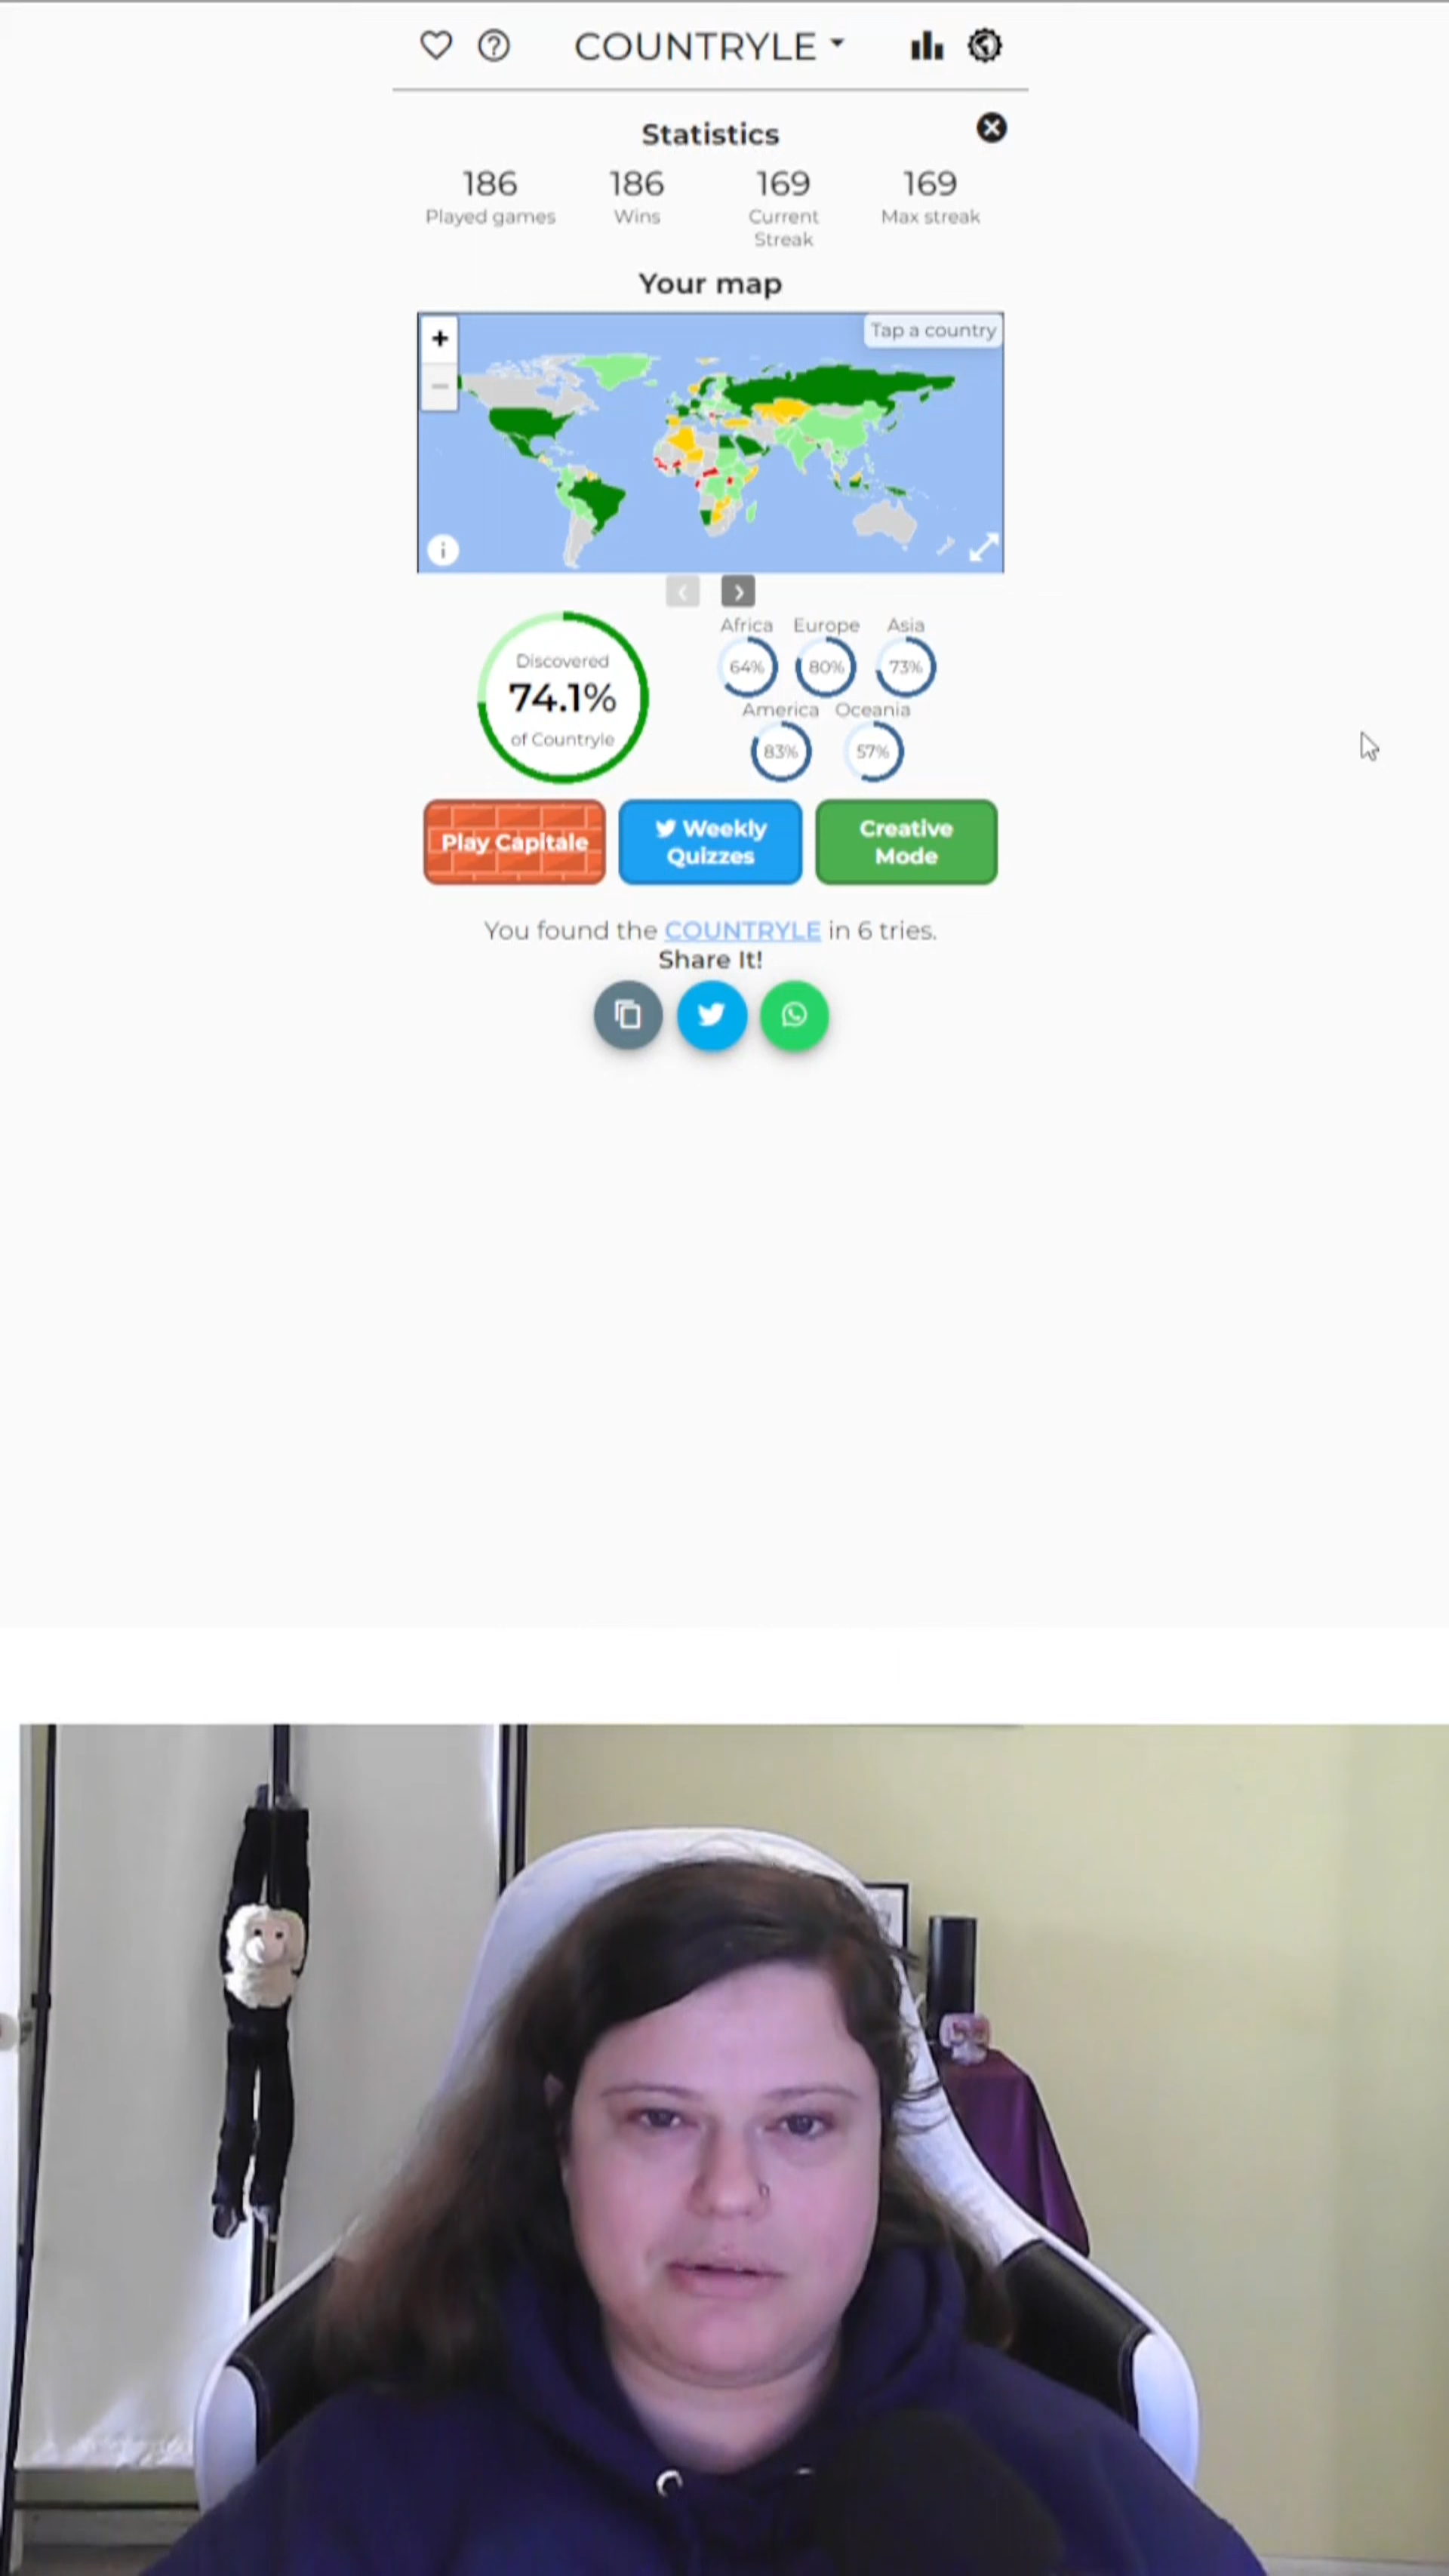 COUNTRYLE
Statistics
186 186 169 169
Played games Wins Current Streak Max streak
Your map
+
Tap a country
−
i
Discovered
74.1%
of Countryle
Africa Europe Asia
64% 80% 73%
America Oceania
83% 57%
Play Capitale
Weekly Quizzes
Creative Mode
You found the COUNTRYLE in 6 tries.
Share It!